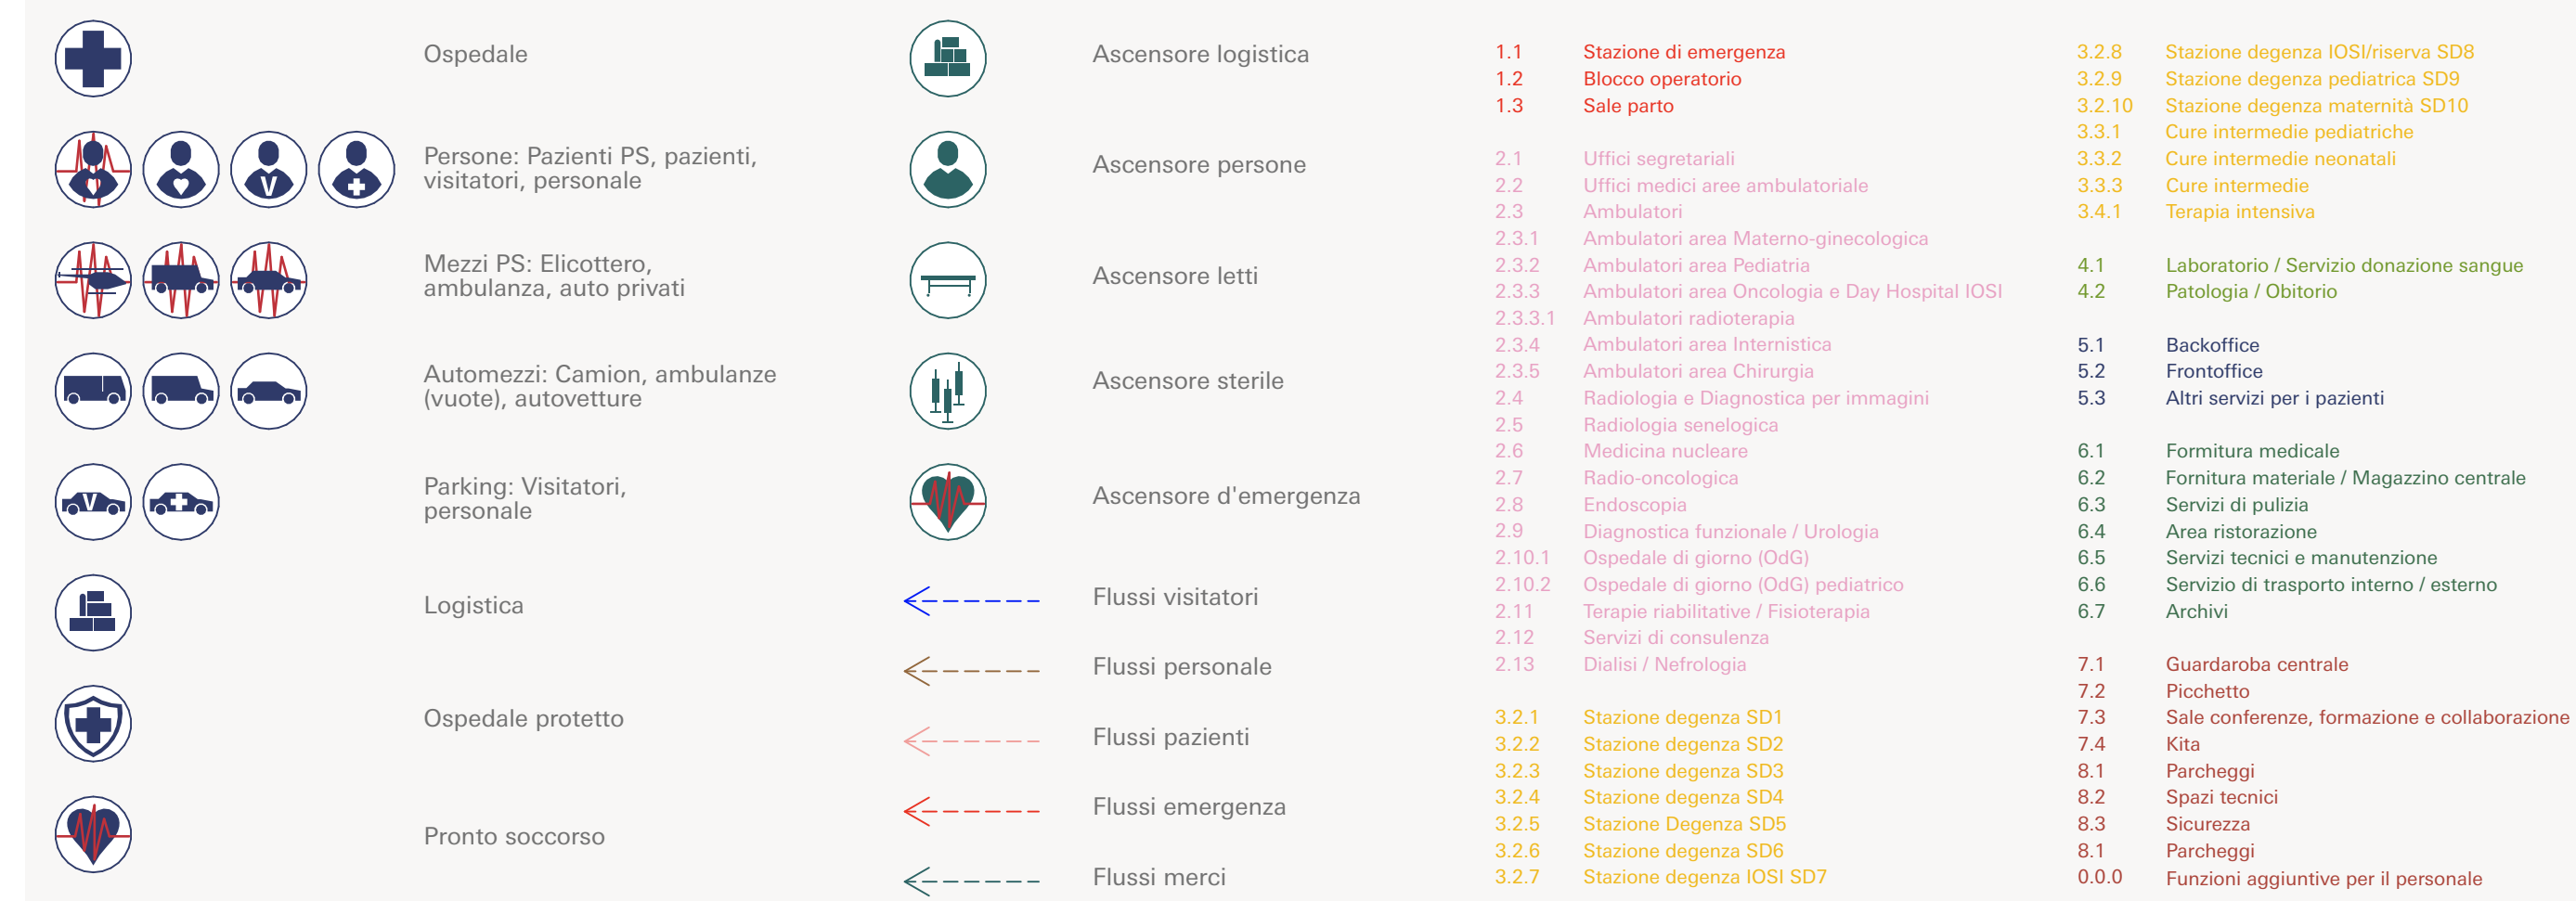 Ospedale
Persone: Pazienti PS, pazienti,
visitatori, personale
Mezzi PS: Elicottero,
ambulanza, auto privati
Automezzi: Camion, ambulanze
(vuote), autovetture
V
Parking: Visitatori,
personale
Logistica
Ospedale protetto
Pronto soccorso
Ascensore logistica
Ascensore persone
Ascensore letti
Ascensore sterile
Ascensore d'emergenza
Flussi visitatori
Flussi personale
Flussi pazienti
Flussi emergenza
Flussi merci
1.1 Stazione di emergenza
1.2 Blocco operatorio
1.3 Sale parto
2.1 Uffici segretariali
2.2 Uffici medici aree ambulatoriale
2.3 Ambulatori
2.3.1 Ambulatori area Materno-ginecologica
2.3.2 Ambulatori area Pediatria
2.3.3 Ambulatori area Oncologia e Day Hospital IOSI
2.3.3.1 Ambulatori radioterapia
2.3.4 Ambulatori area Internistica
2.3.5 Ambulatori area Chirurgia
2.4 Radiologia e Diagnostica per immagini
2.5 Radiologia senelogica
2.6 Medicina nucleare
2.7 Radio-oncologica
2.8 Endoscopia
2.9 Diagnostica funzionale / Urologia
2.10.1 Ospedale di giorno (OdG)
2.10.2 Ospedale di giorno (OdG) pediatrico
2.11 Terapie riabilitative / Fisioterapia
2.12 Servizi di consulenza
2.13 Dialisi / Nefrologia
3.2.1 Stazione degenza SD1
3.2.2 Stazione degenza SD2
3.2.3 Stazione degenza SD3
3.2.4 Stazione degenza SD4
3.2.5 Stazione Degenza SD5
3.2.6 Stazione degenza SD6
3.2.7 Stazione degenza IOSI SD7
3.2.8 Stazione degenza IOSI/riserva SD8
3.2.9 Stazione degenza pediatrica SD9
3.2.10 Stazione degenza maternità SD10
3.3.1 Cure intermedie pediatriche
3.3.2 Cure intermedie neonatali
3.3.3 Cure intermedie
3.4.1 Terapia intensiva
4.1 Laboratorio / Servizio donazione sangue
4.2 Patologia / Obitorio
5.1 Backoffice
5.2 Frontoffice
5.3 Altri servizi per i pazienti
6.1 Formitura medicale
6.2 Fornitura materiale / Magazzino centrale
6.3 Servizi di pulizia
6.4 Area ristorazione
6.5 Servizi tecnici e manutenzione
6.6 Servizio di trasporto interno / esterno
6.7 Archivi
7.1 Guardaroba centrale
7.2 Picchetto
7.3 Sale conferenze, formazione e collaborazione
7.4 Kita
8.1 Parcheggi
8.2 Spazi tecnici
8.3 Sicurezza
8.1 Parcheggi
0.0.0 Funzioni aggiuntive per il personale